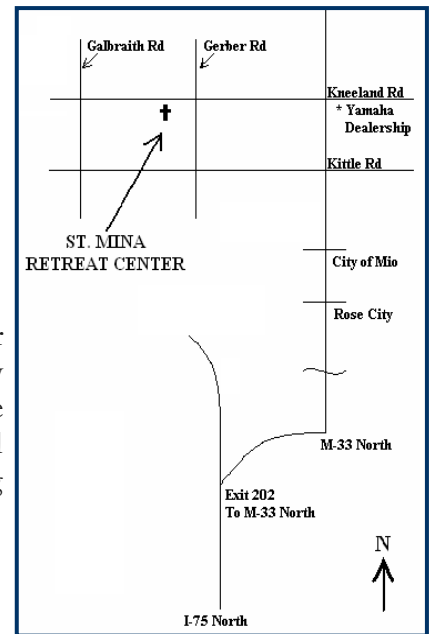 Galbraith Rd
Gerber Rd
Kneeland Rd
* Yamaha
Dealership
Kittle Rd
ST. MINA
RETREAT CENTER
City of Mio
Rose City
M-33 North
Exit 202
To M-33 North
N
I-75 North